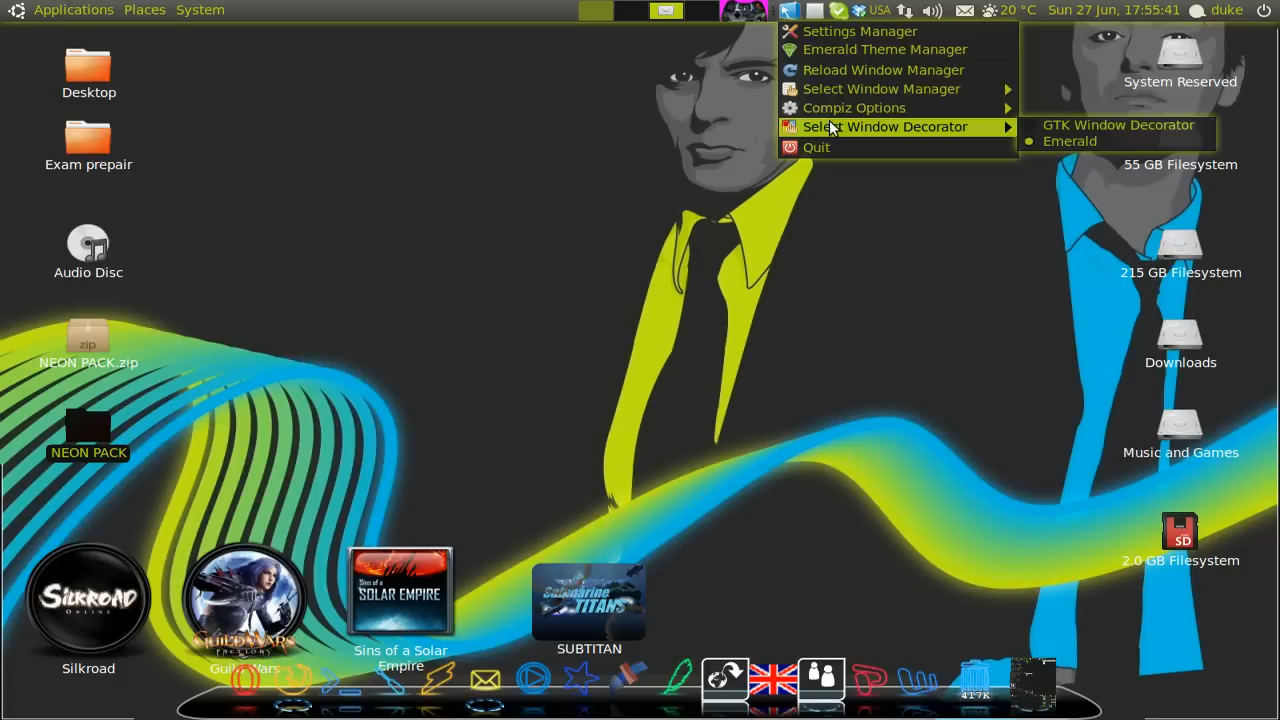 Applications Places System
USA
20 °C
Sun 27 Jun, 17:55:41
duke
Settings Manager
Emerald Theme Manager
Reload Window Manager
Select Window Manager
Compiz Options
Select Window Decorator
Quit
GTK Window Decorator
Emerald
Desktop
Exam prepair
Audio Disc
zip
NEON PACK.zip
NEON PACK
System Reserved
55 GB Filesystem
215 GB Filesystem
Downloads
Music and Games
SD
2.0 GB Filesystem
SILKROAD
ONLINE
Silkroad
GUILD WARS
FACTIONS
Guild Wars
Sins of a
SOLAR EMPIRE
Sins of a Solar
Empire
Submarine
TITANS
SUBTITAN
417K